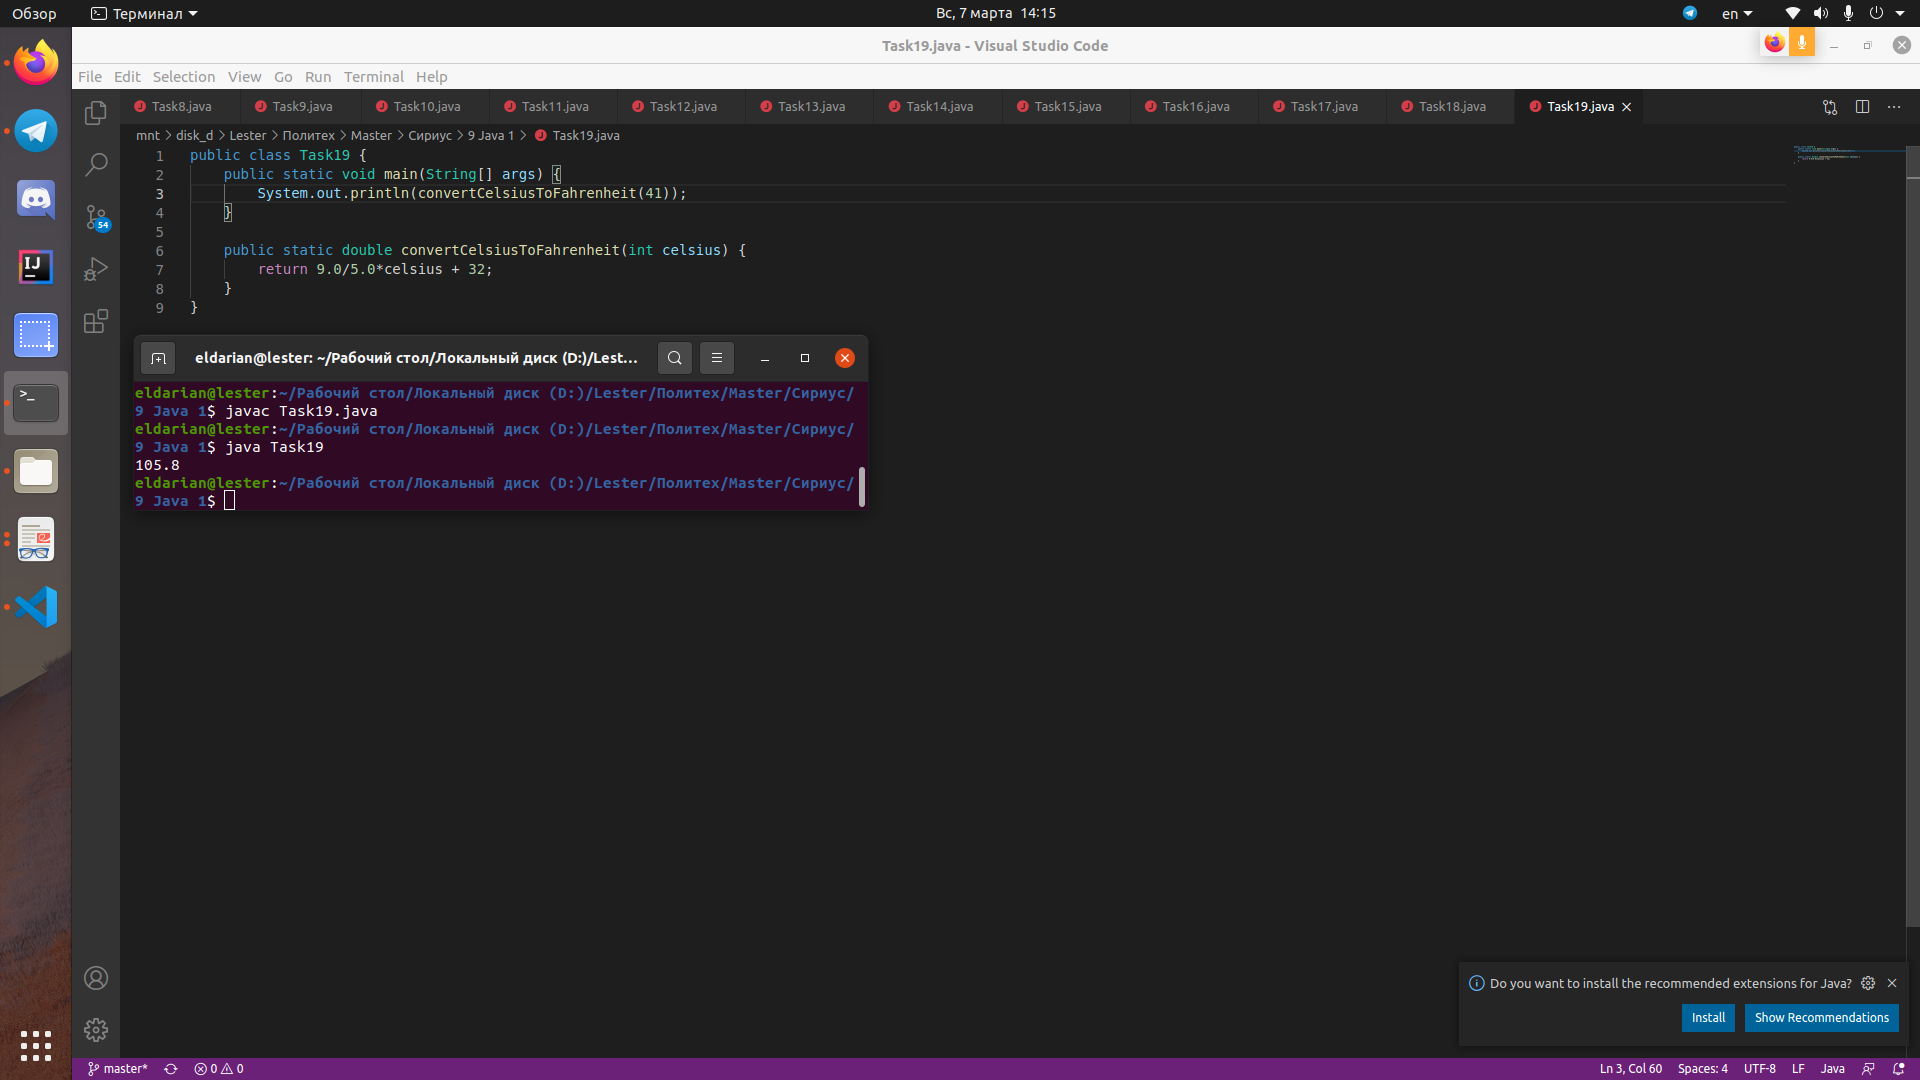 Обзор Терминал Вс, 7 марта 14:15 en
Task19.java - Visual Studio Code
File Edit Selection View Go Run Terminal Help
Task8.java Task9.java Task10.java Task11.java Task12.java Task13.java Task14.java Task15.java Task16.java Task17.java Task18.java Task19.java
mnt > disk_d > Lester > Политех > Master > Сириус > 9 Java 1 > Task19.java
1 public class Task19 {
2 public static void main(String[] args) {
3 System.out.println(convertCelsiusToFahrenheit(41));
4 }
5
6 public static double convertCelsiusToFahrenheit(int celsius) {
7 return 9.0/5.0*celsius + 32;
8 }
9 }
54
IJ
eldarian@lester: ~/Рабочий стол/Локальный диск (D:)/Lest...
eldarian@lester:~/Рабочий стол/Локальный диск (D:)/Lester/Политех/Master/Сириус/
9 Java 1$ javac Task19.java
eldarian@lester:~/Рабочий стол/Локальный диск (D:)/Lester/Политех/Master/Сириус/
9 Java 1$ java Task19
105.8
eldarian@lester:~/Рабочий стол/Локальный диск (D:)/Lester/Политех/Master/Сириус/
9 Java 1$
Do you want to install the recommended extensions for Java?
Install Show Recommendations
master* 0 0 Ln 3, Col 60 Spaces: 4 UTF-8 LF Java